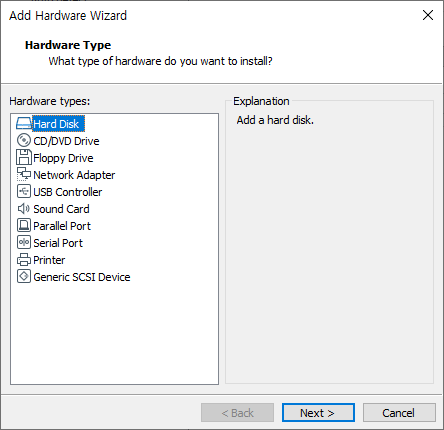 Add Hardware Wizard
Hardware Type
What type of hardware do you want to install?
Hardware types:
Hard Disk
CD/DVD Drive
Floppy Drive
Network Adapter
USB Controller
Sound Card
Parallel Port
Serial Port
Printer
Generic SCSI Device
Explanation
Add a hard disk.
< Back
Next >
Cancel